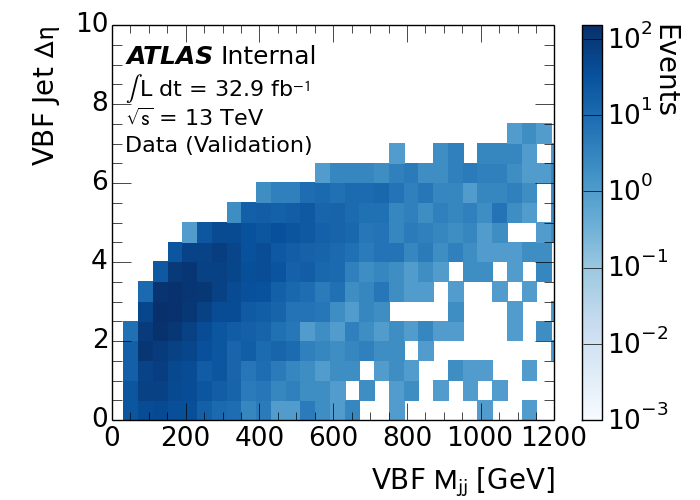 ATLAS Internal
∫L dt = 32.9 fb⁻¹
√s = 13 TeV
Data (Validation)
VBF Jet Δη
10
8
6
4
2
0
0 200 400 600 800 1000 1200
VBF Mjj [GeV]
Events
10²
10¹
10⁰
10⁻¹
10⁻²
10⁻³